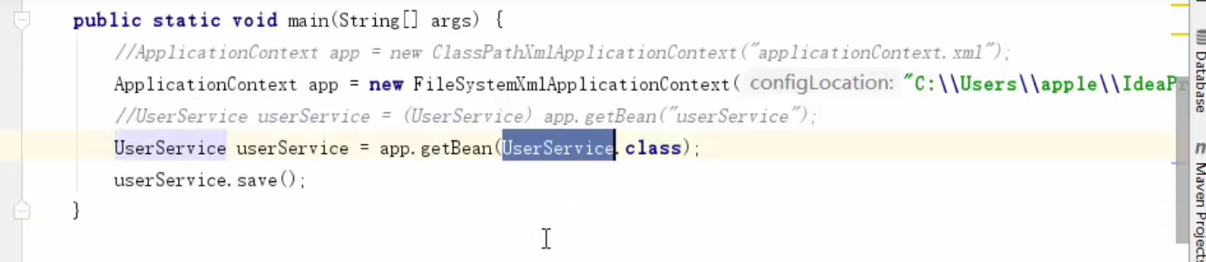 public static void main(String[] args) {
//ApplicationContext app = new ClassPathXmlApplicationContext("applicationContext.xml");
ApplicationContext app = new FileSystemXmlApplicationContext( configLocation: "C:\\Users\\apple\\IdeaPr
//UserService userService = (UserService) app.getBean("userService");
UserService userService = app.getBean(UserService.class);
userService.save();
}
Database
m
Maven Projects